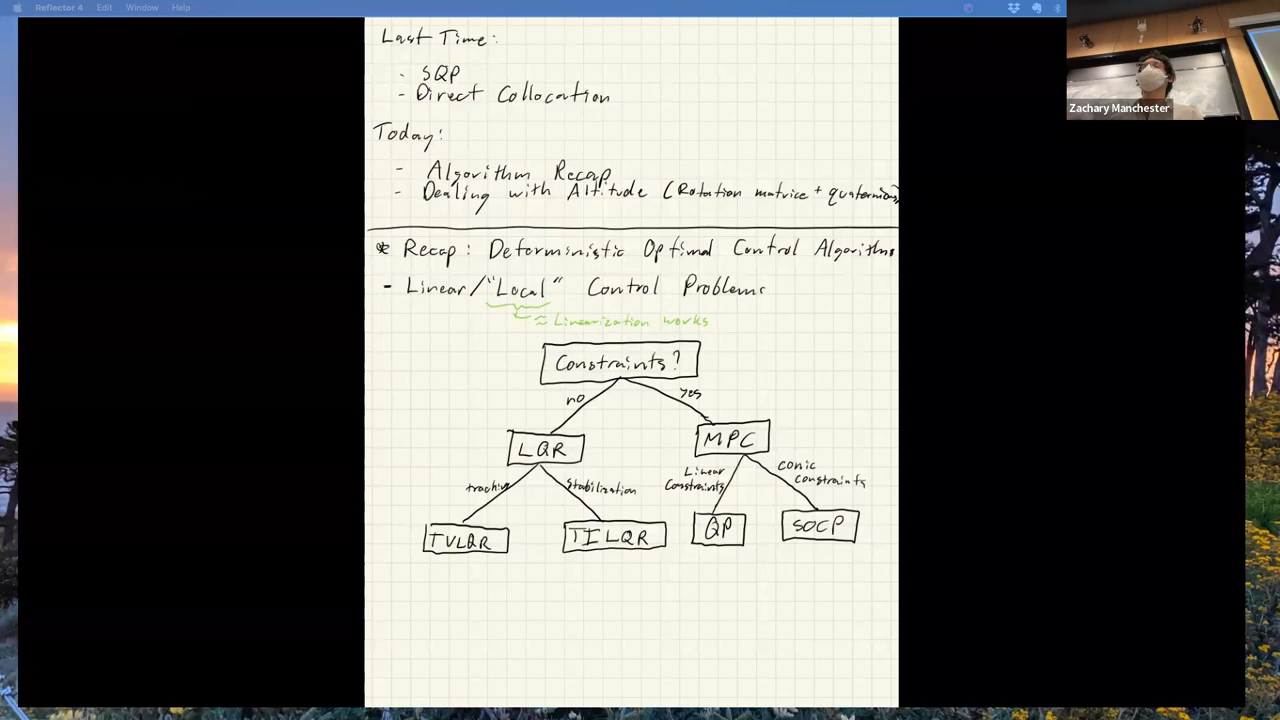 Reflector 4 Edit Window Help
Zachary Manchester
Last Time:
- SQP
- Direct Collocation
Today:
- Algorithm Recap
- Dealing with Altitude (Rotation matrice + quaternions)
* Recap: Deterministic Optimal Control Algorithms
- Linear/"Local" Control Problems
≈ Linearization works
Constraints?
no yes
LQR MPC
tracking stabilization Linear Constraints conic constraints
TVLQR TILQR QP SOCP